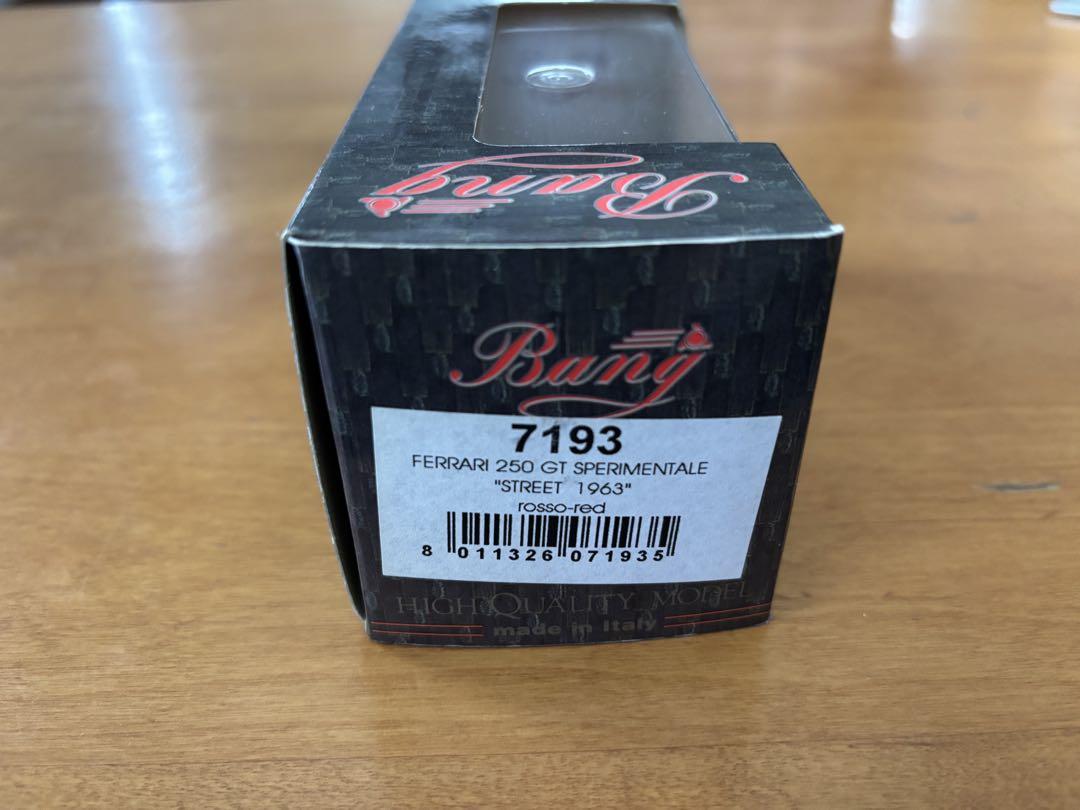 Bang
Bang
7193
FERRARI 250 GT SPERIMENTALE
"STREET 1963"
rosso-red
8 011326 071935
HIGH QUALITY MODEL
made in Italy